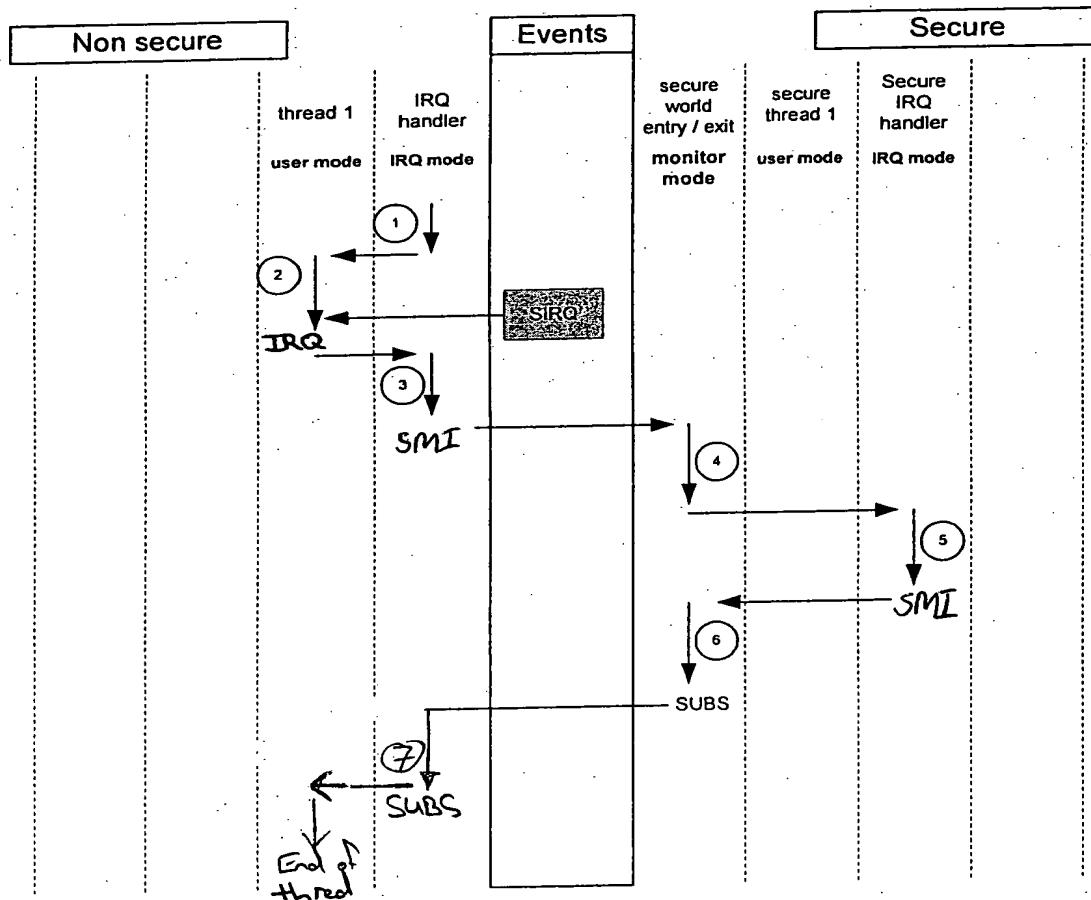 Non secure
Events
Secure
thread 1
user mode
IRQ
handler
IRQ mode
secure
world
entry / exit
monitor
mode
secure
thread 1
user mode
Secure
IRQ
handler
IRQ mode
1
2
SIRQ
IRQ
3
SMI
4
5
SMI
6
SUBS
7
SUBS
End of
thred